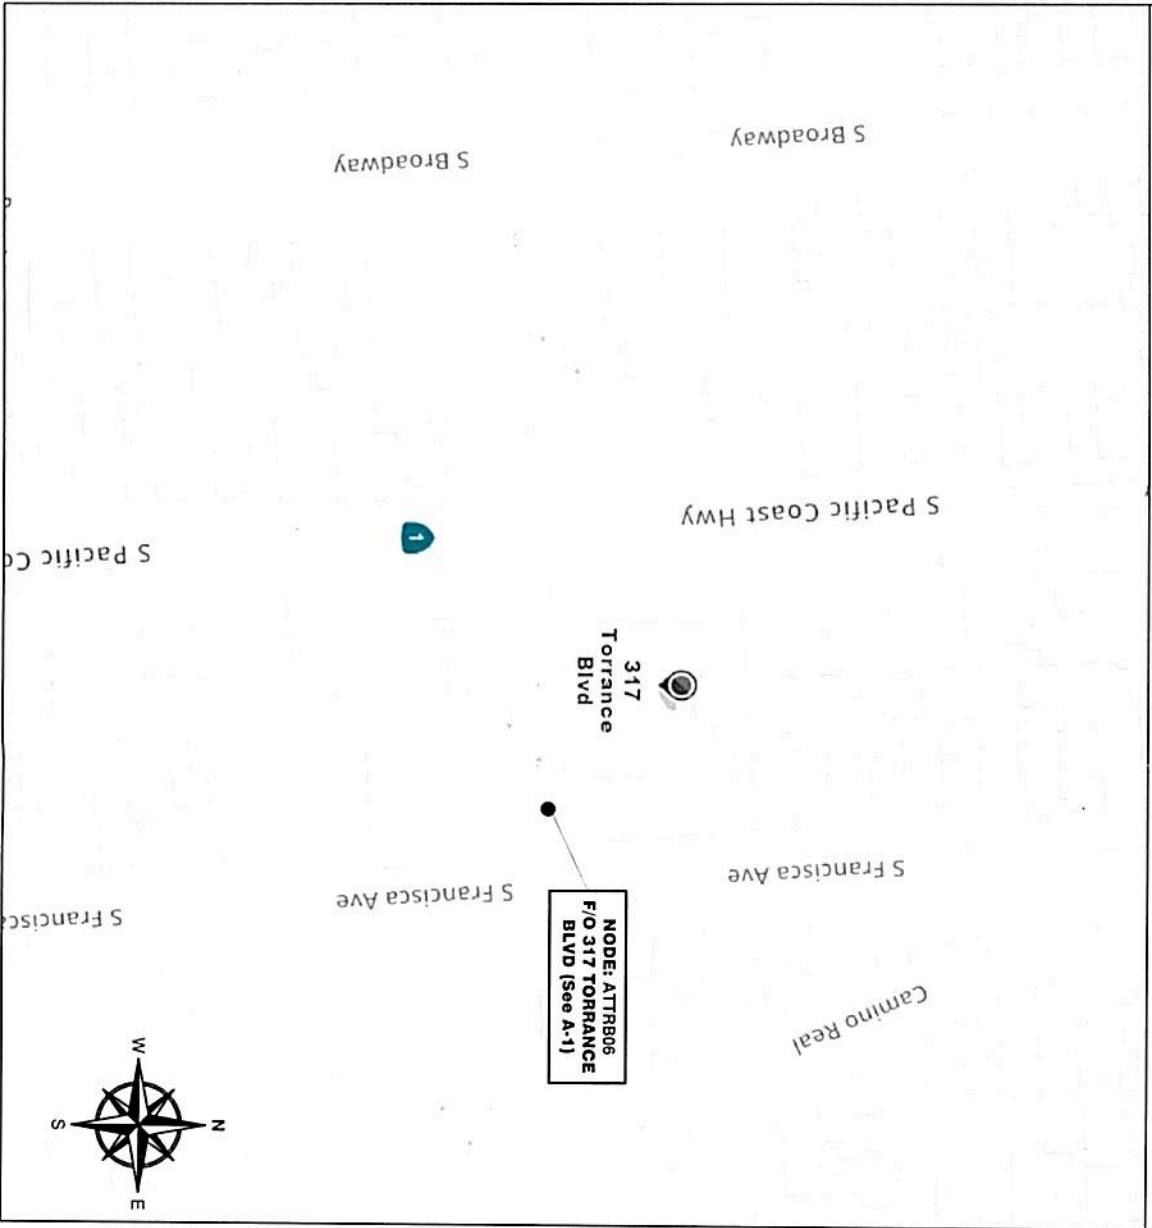 S Broadway
S Broadway
S Pacific Coast Hwy
S Pacific Co
1
317
Torrance
Blvd
S Francisca Ave
S Francisca Ave
S Francisca
NODE: ATTRB06
F/O 317 TORRANCE
BLVD (See A-1)
Camino Real
N
W
E
S